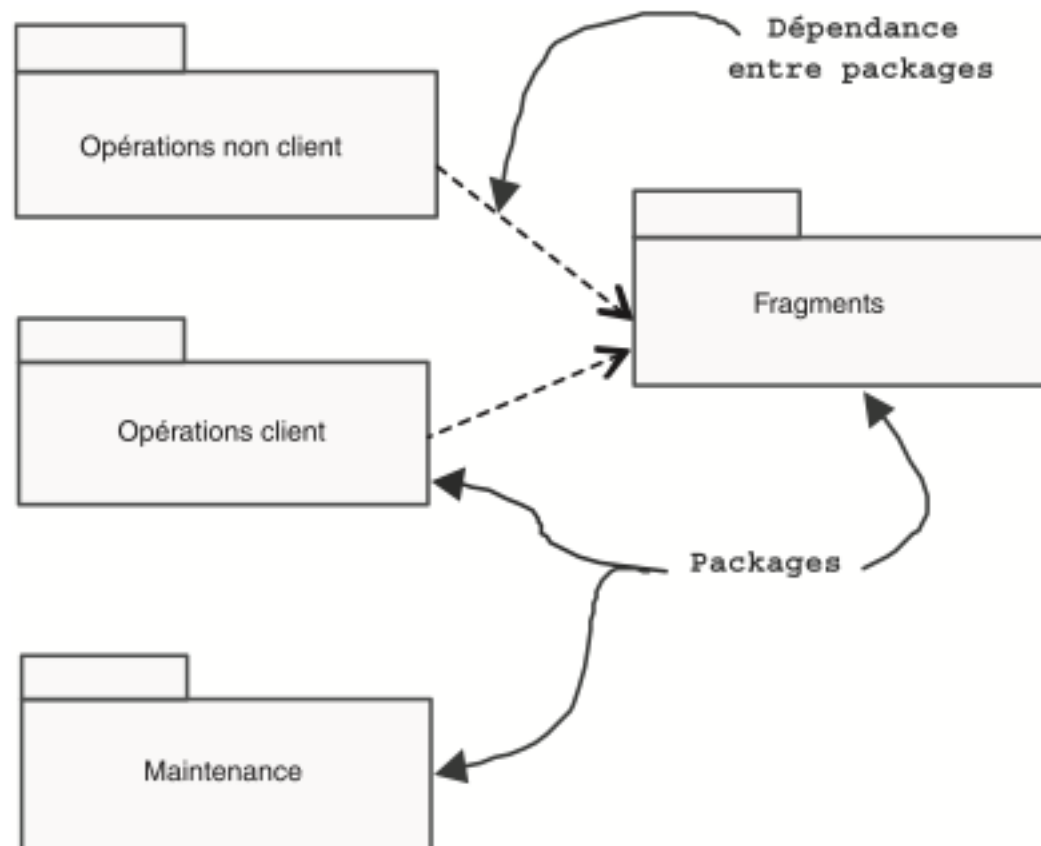 Dépendance
entre packages
Opérations non client
Fragments
Opérations client
Packages
Maintenance